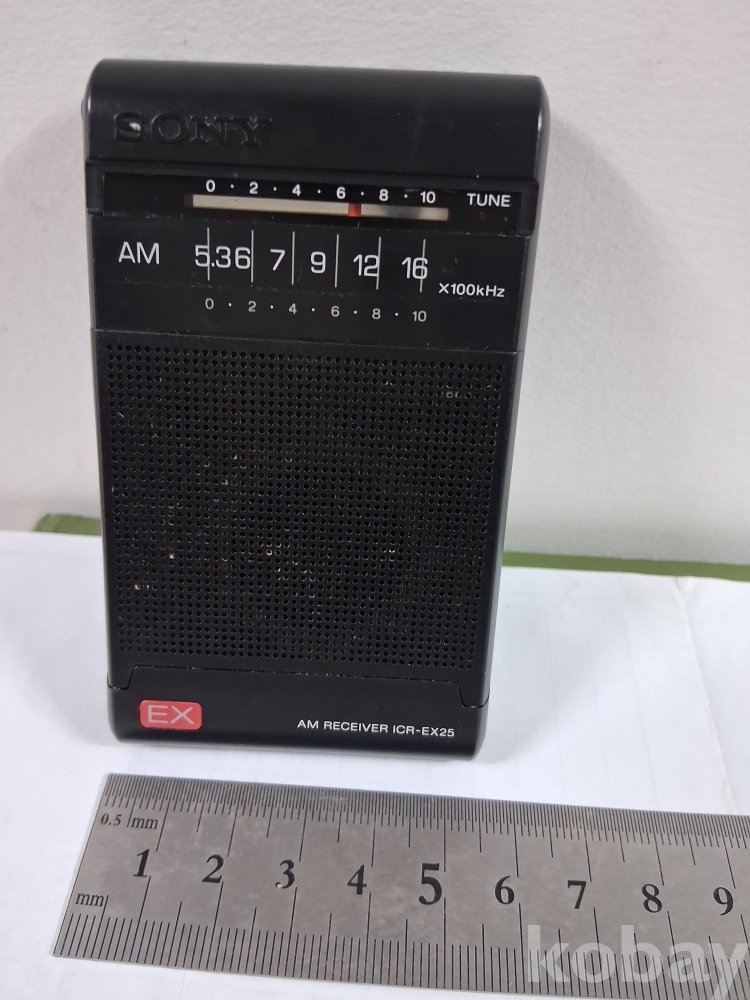 SONY
0 · 2 · 4 · 6 · 8 · 10 TUNE
AM 5.3 6 7 9 12 16 X100kHz
0 · 2 · 4 · 6 · 8 · 10
EX AM RECEIVER ICR-EX25
0.5 mm
1 2 3 4 5 6 7 8 9
mm
kobay